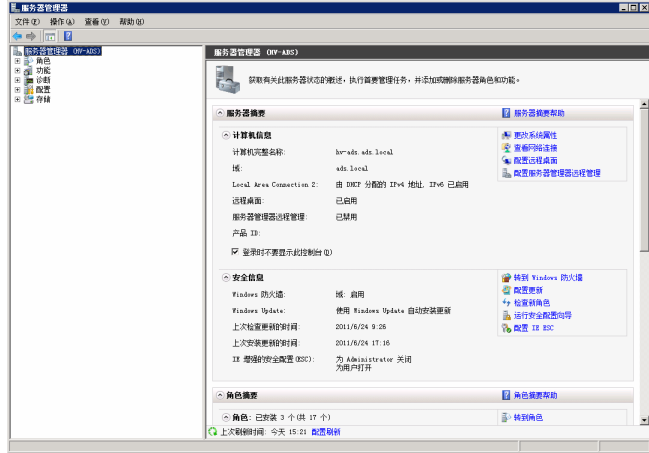 服务器管理器
文件(F) 操作(A) 查看(V) 帮助(H)
服务器管理器 (HV-ADS)
角色
功能
诊断
配置
存储
服务器管理器 (HV-ADS)
获取有关此服务器状态的概述，执行首要管理任务，并添加或删除服务器角色和功能。
服务器摘要
服务器摘要帮助
计算机信息
计算机完整名称: hv-ads.ads.local
域: ads.local
Local Area Connection 2: 由 DHCP 分配的 IPv4 地址, IPv6 已启用
远程桌面: 已启用
服务器管理器远程管理: 已禁用
产品 ID:
登录时不要显示此控制台(D)
更改系统属性
查看网络连接
配置远程桌面
配置服务器管理器远程管理
安全信息
Windows 防火墙: 域: 启用
Windows Update: 使用 Windows Update 自动安装更新
上次检查更新的时间: 2011/6/24 9:26
上次安装更新的时间: 2011/6/24 17:16
IE 增强的安全配置(ESC): 为 Administrator 关闭
为用户打开
转到 Windows 防火墙
配置更新
检查新角色
运行安全配置向导
配置 IE ESC
角色摘要
角色摘要帮助
角色: 已安装 3 个(共 17 个)
转到角色
上次刷新时间: 今天 15:21 配置刷新